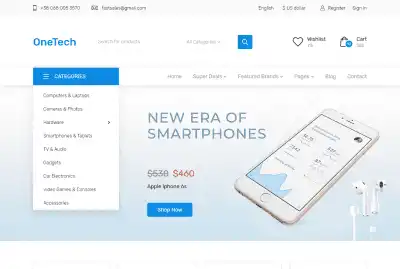 +38 068 005 3570
fastsales@gmail.com
English
$ US dollar
Register
Sign in
OneTech
Search for products
All Categories
Wishlist
Cart
CATEGORIES
Home
Super Deals
Featured Brands
Pages
Blog
Contact
Computers & Laptops
Cameras & Photos
Hardware
Smartphones & Tablets
TV & Audio
Gadgets
Car Electronics
Video Games & Consoles
Accessories
NEW ERA OF
SMARTPHONES
$530 $460
Apple Iphone 6s
Shop Now